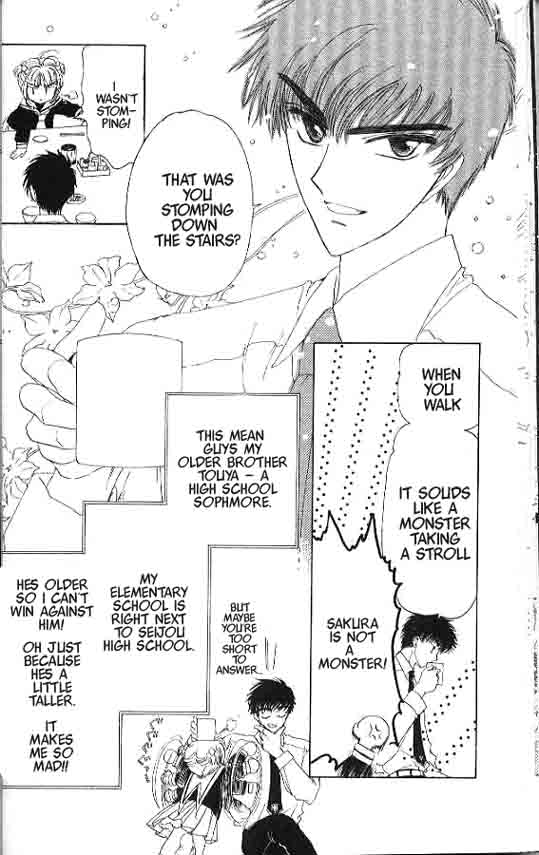 THAT WAS
YOU
STOMPING
DOWN
THE STAIRS?
I
WASN'T
STOM-
PING!
WHEN
YOU
WALK
IT SOUDS
LIKE A
MONSTER
TAKING
A STROLL
SAKURA
IS NOT
A
MONSTER!
THIS MEAN
GUYS MY
OLDER BROTHER
TOUYA - A
HIGH SCHOOL
SOPHMORE.
MY
ELEMENTARY
SCHOOL IS
RIGHT NEXT
TO SEIJOU
HIGH SCHOOL.
HES OLDER
SO I CAN'T
WIN AGAINST
HIM!
OH JUST
BECAUSE
HES A
LITTLE
TALLER.
IT
MAKES
ME SO
MAD!!
BUT
MAYBE
YOU'RE
TOO
SHORT
TO
ANSWER